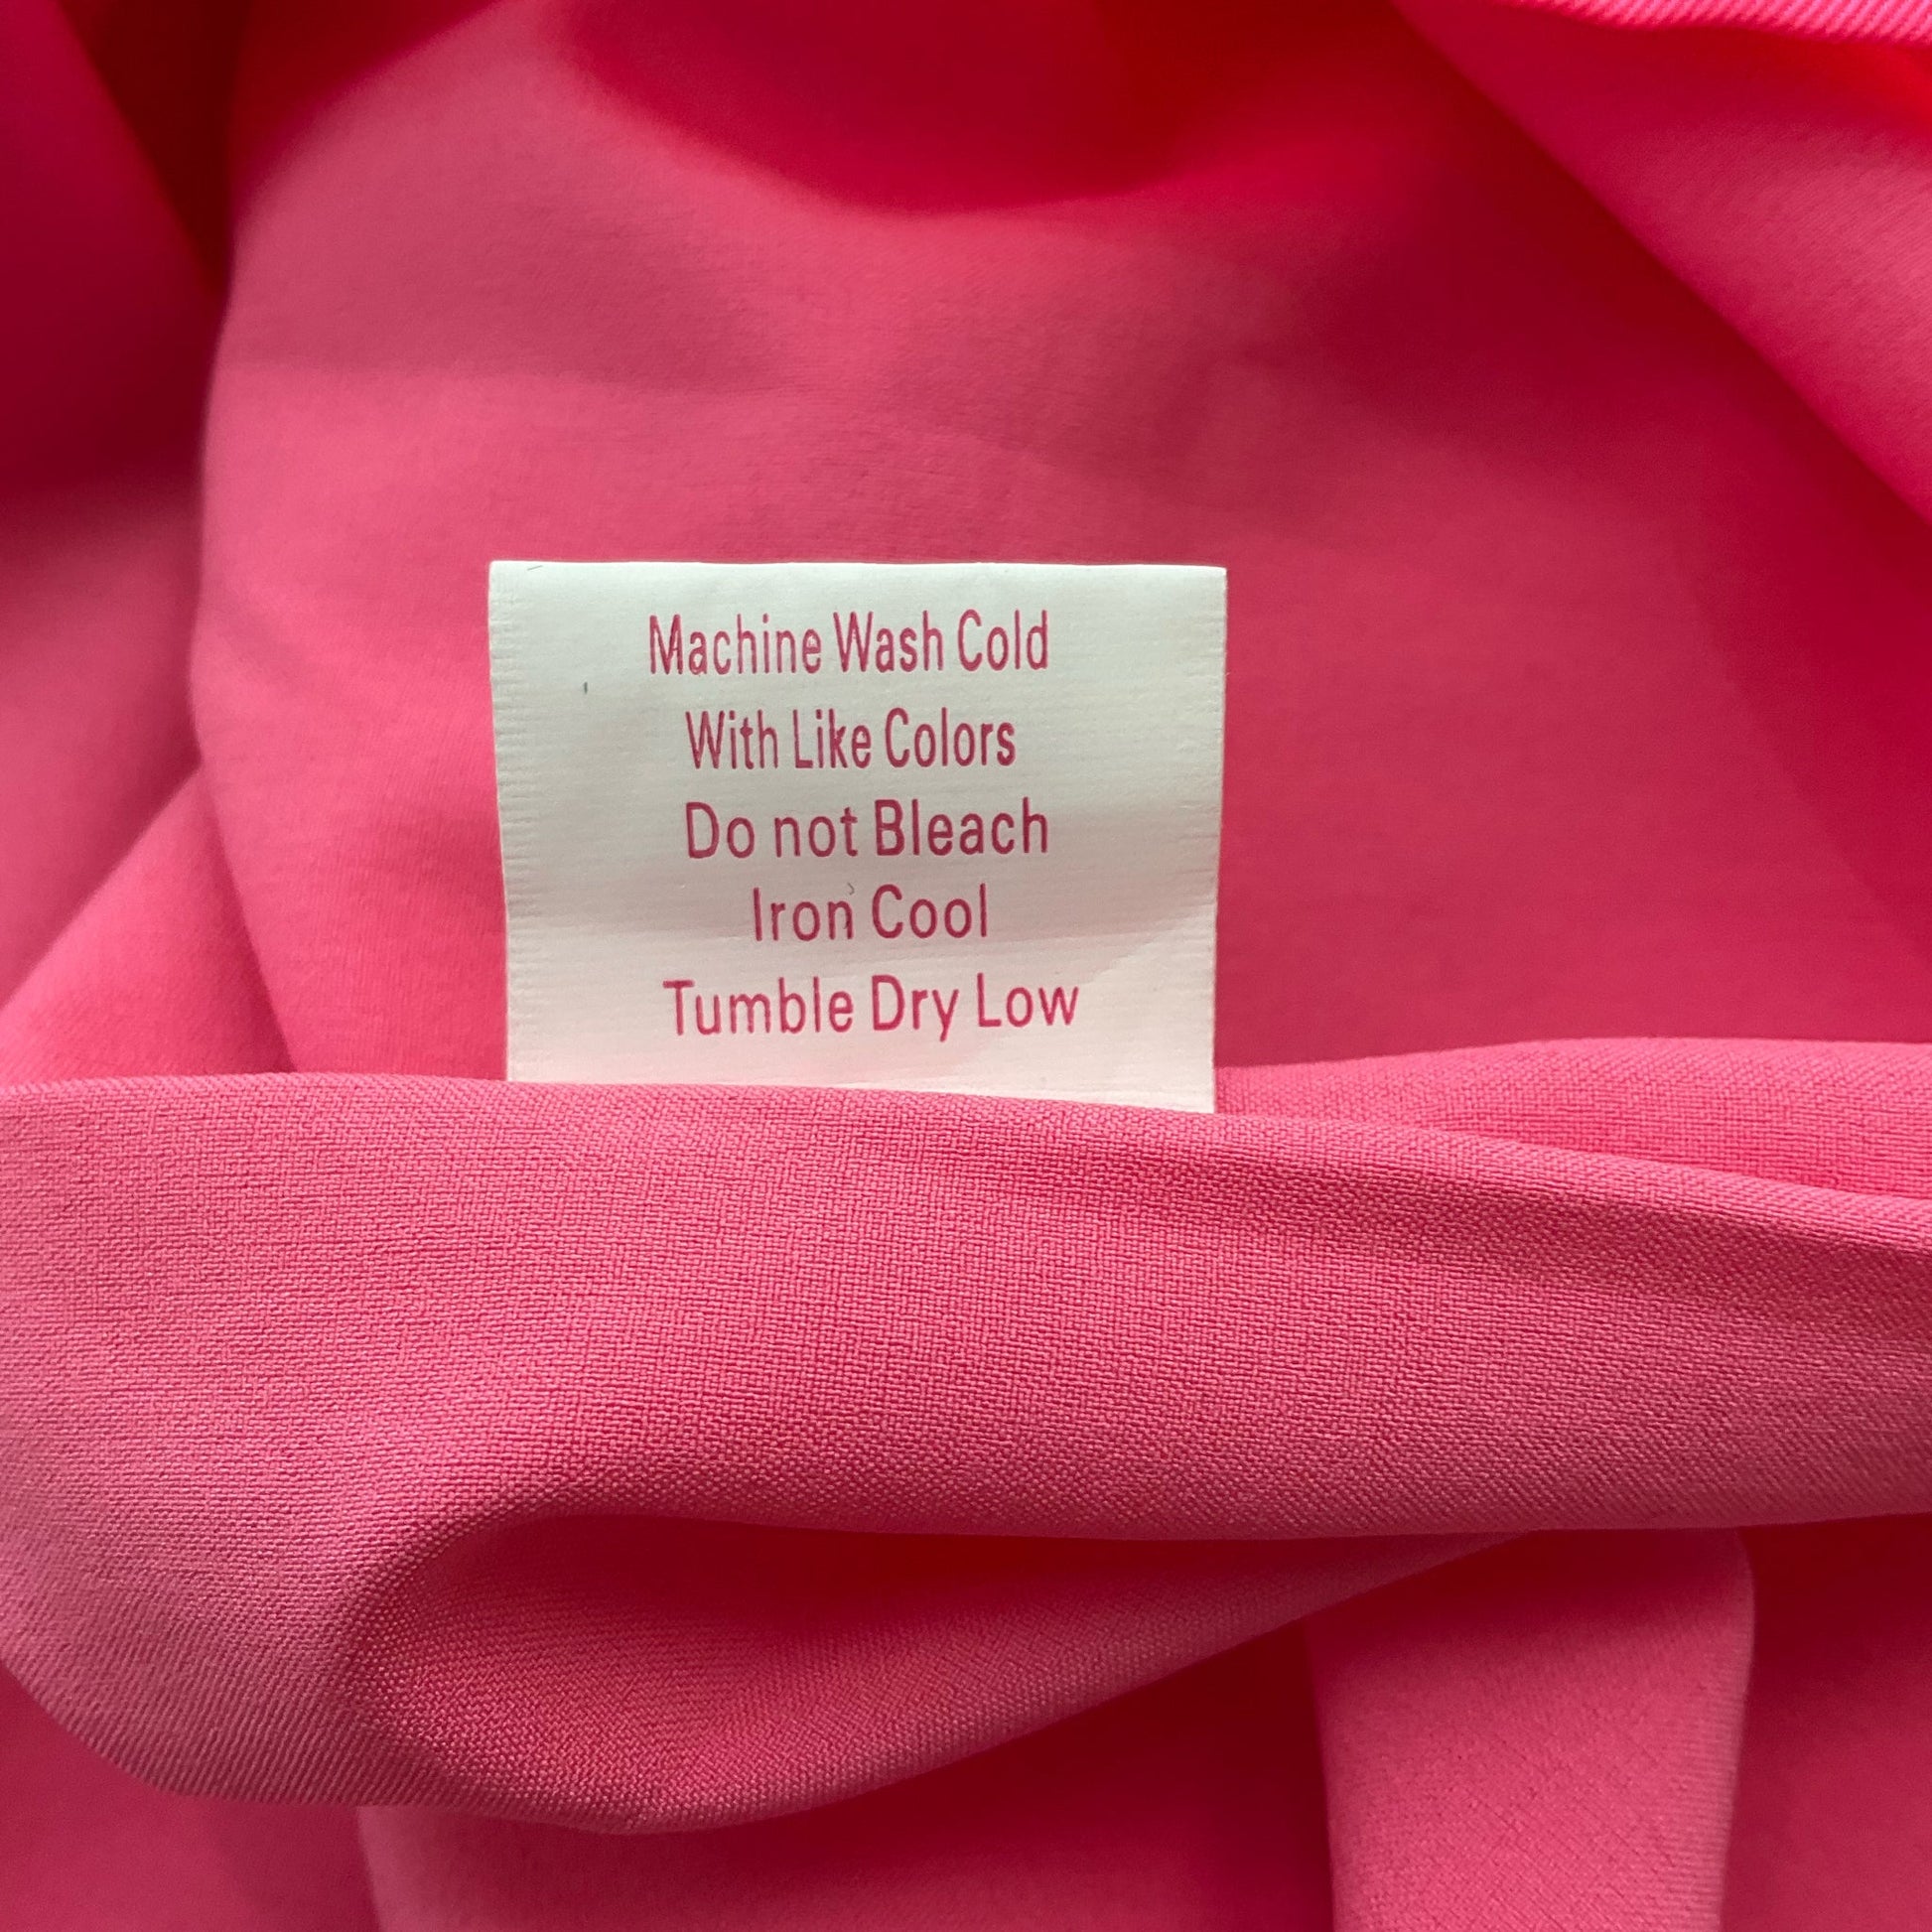 Machine Wash Cold
With Like Colors
Do not Bleach
Iron Cool
Tumble Dry Low